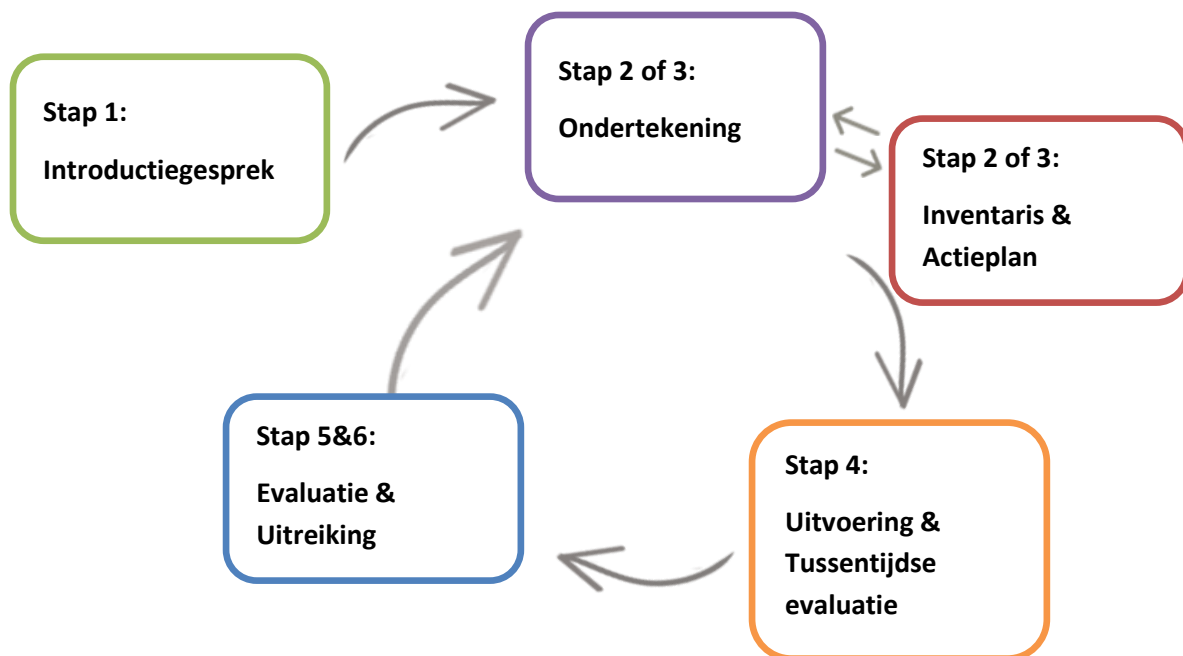 Stap 1:
Introductiegesprek
Stap 2 of 3:
Ondertekening
Stap 2 of 3:
Inventaris &
Actieplan
Stap 4:
Uitvoering &
Tussentijdse
evaluatie
Stap 5&6:
Evaluatie &
Uitreiking